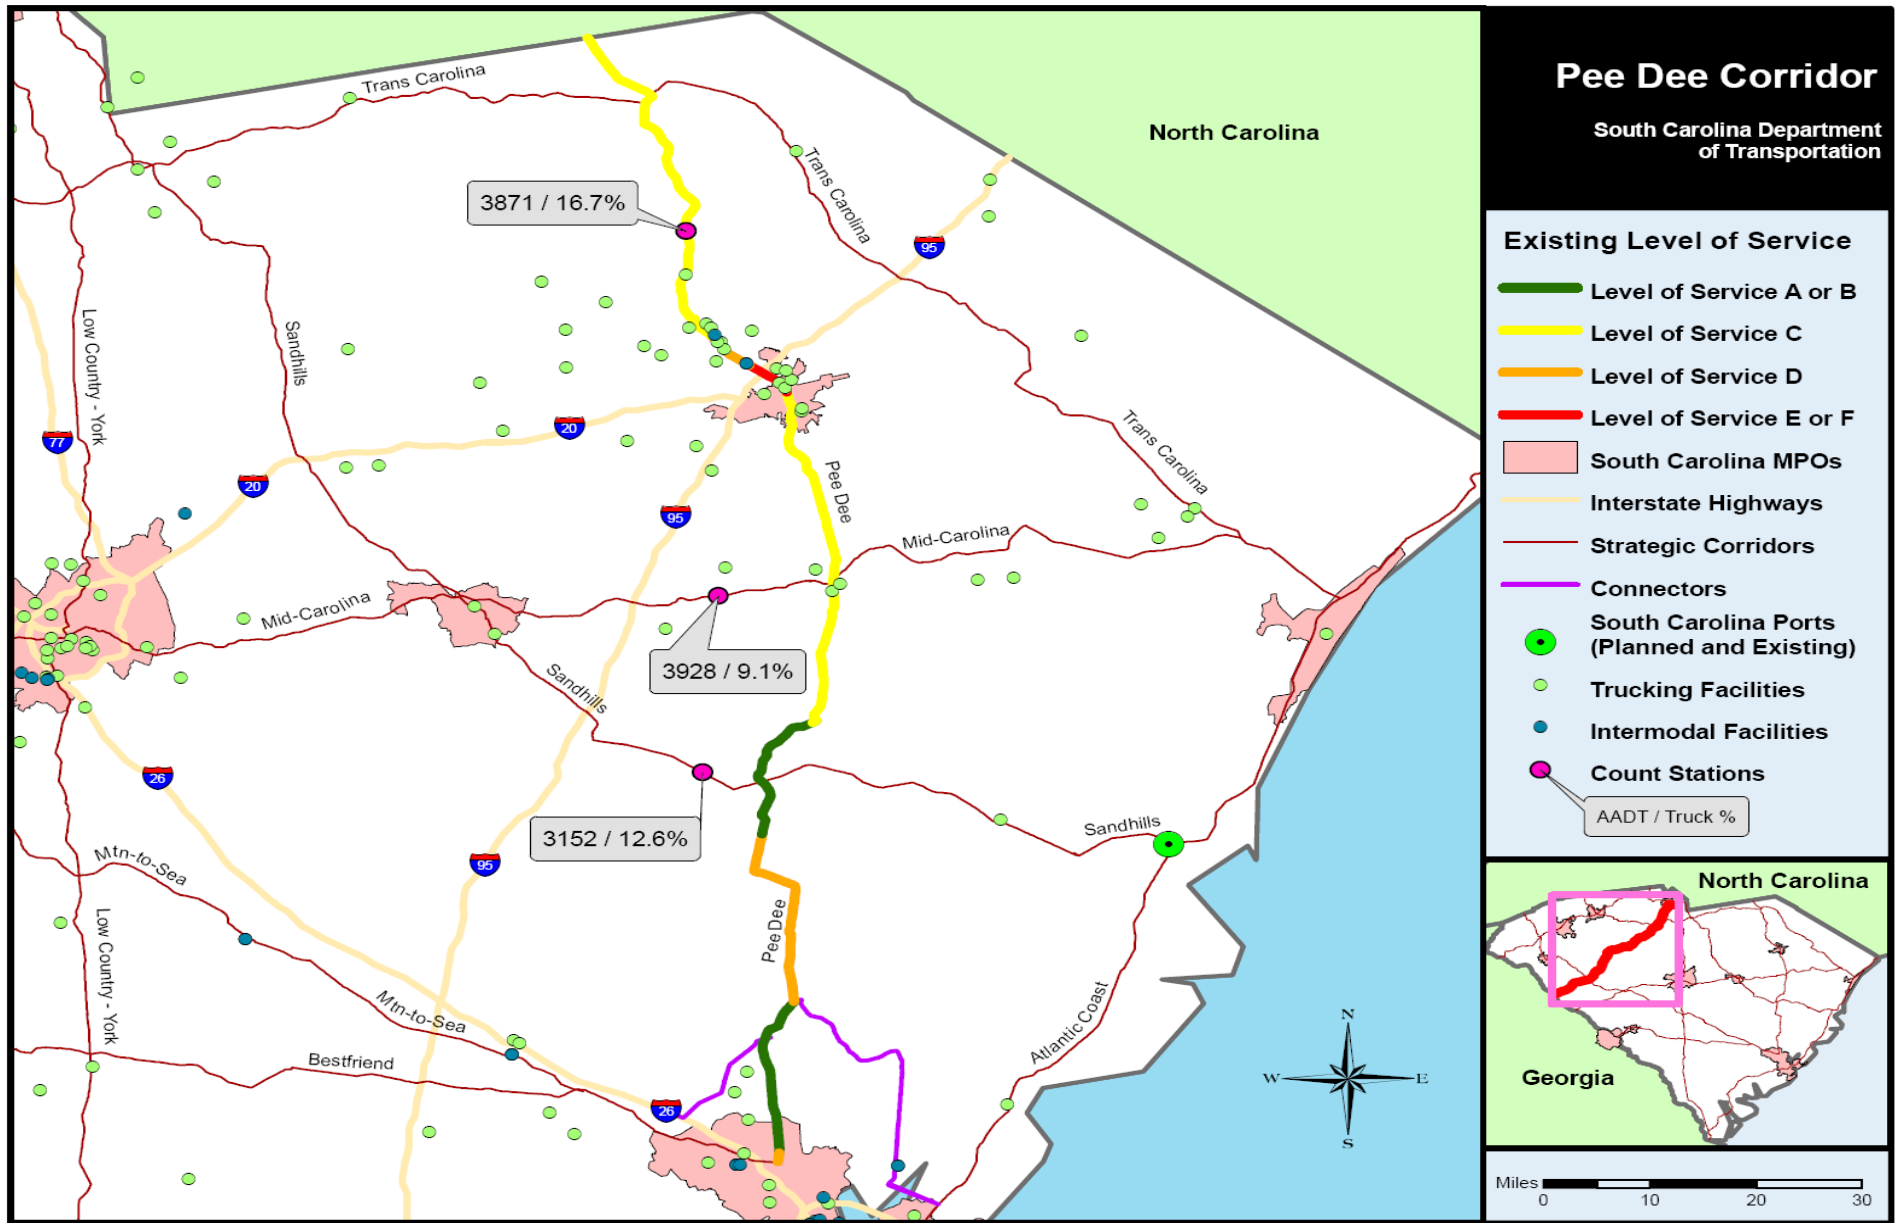 Pee Dee Corridor
South Carolina Department
of Transportation
Existing Level of Service
Level of Service A or B
Level of Service C
Level of Service D
Level of Service E or F
South Carolina MPOs
Interstate Highways
Strategic Corridors
Connectors
South Carolina Ports
(Planned and Existing)
Trucking Facilities
Intermodal Facilities
Count Stations
AADT / Truck %
North Carolina
Georgia
Miles
0
10
20
30
North Carolina
Trans Carolina
Trans Carolina
3871 / 16.7%
95
Low Country - York
Sandhills
77
20
20
Trans Carolina
Pee Dee
95
Mid-Carolina
Mid-Carolina
3928 / 9.1%
Sandhills
26
3152 / 12.6%
Sandhills
95
Mtn-to-Sea
Low Country - York
Pee Dee
Mtn-to-Sea
Atlantic Coast
Bestfriend
26
N
W
E
S